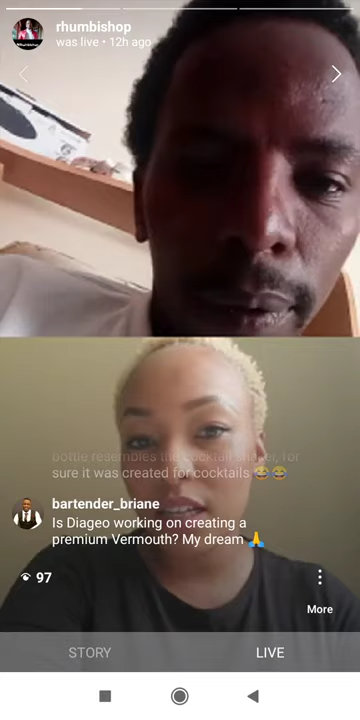 rhumbishop
was live • 12h ago
bottle resembles the cocktail shaker, for
sure it was created for cocktails 😂😂
bartender_briane
Is Diageo working on creating a
premium Vermouth? My dream 🙏
97
More
STORY
LIVE